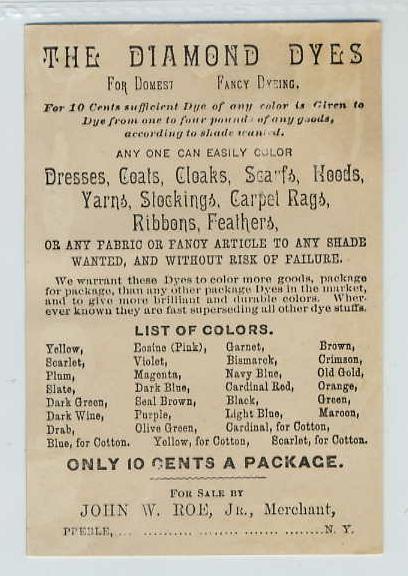 THE DIAMOND DYES
FOR DOMEST FANCY DYEING.
For 10 Cents sufficient Dye of any color is Given to
Dye from one to four pounds of any goods,
according to shade wanted.
ANY ONE CAN EASILY COLOR
Dresses, Coats, Cloaks, Scarfs, Hoods,
Yarns, Stockings, Carpet Rags,
Ribbons, Feathers,
OR ANY FABRIC OR FANCY ARTICLE TO ANY SHADE
WANTED, AND WITHOUT RISK OF FAILURE.
We warrant these Dyes to color more goods, package
for package, than any other package Dyes in the market,
and to give more brilliant and durable colors. Wher-
ever known they are fast superseding all other dye stuffs.
LIST OF COLORS.
Yellow, Eosine (Pink), Garnet, Brown,
Scarlet, Violet, Bismarck, Crimson,
Plum, Magenta, Navy Blue, Old Gold,
Slate, Dark Blue, Cardinal Red, Orange,
Dark Green, Seal Brown, Black, Green,
Dark Wine, Purple, Light Blue, Maroon,
Drab, Olive Green, Cardinal, for Cotton,
Blue, for Cotton. Yellow, for Cotton, Scarlet, for Cotton.
ONLY 10 CENTS A PACKAGE.
FOR SALE BY
JOHN W. ROE, JR., Merchant,
PREBLE, N. Y.